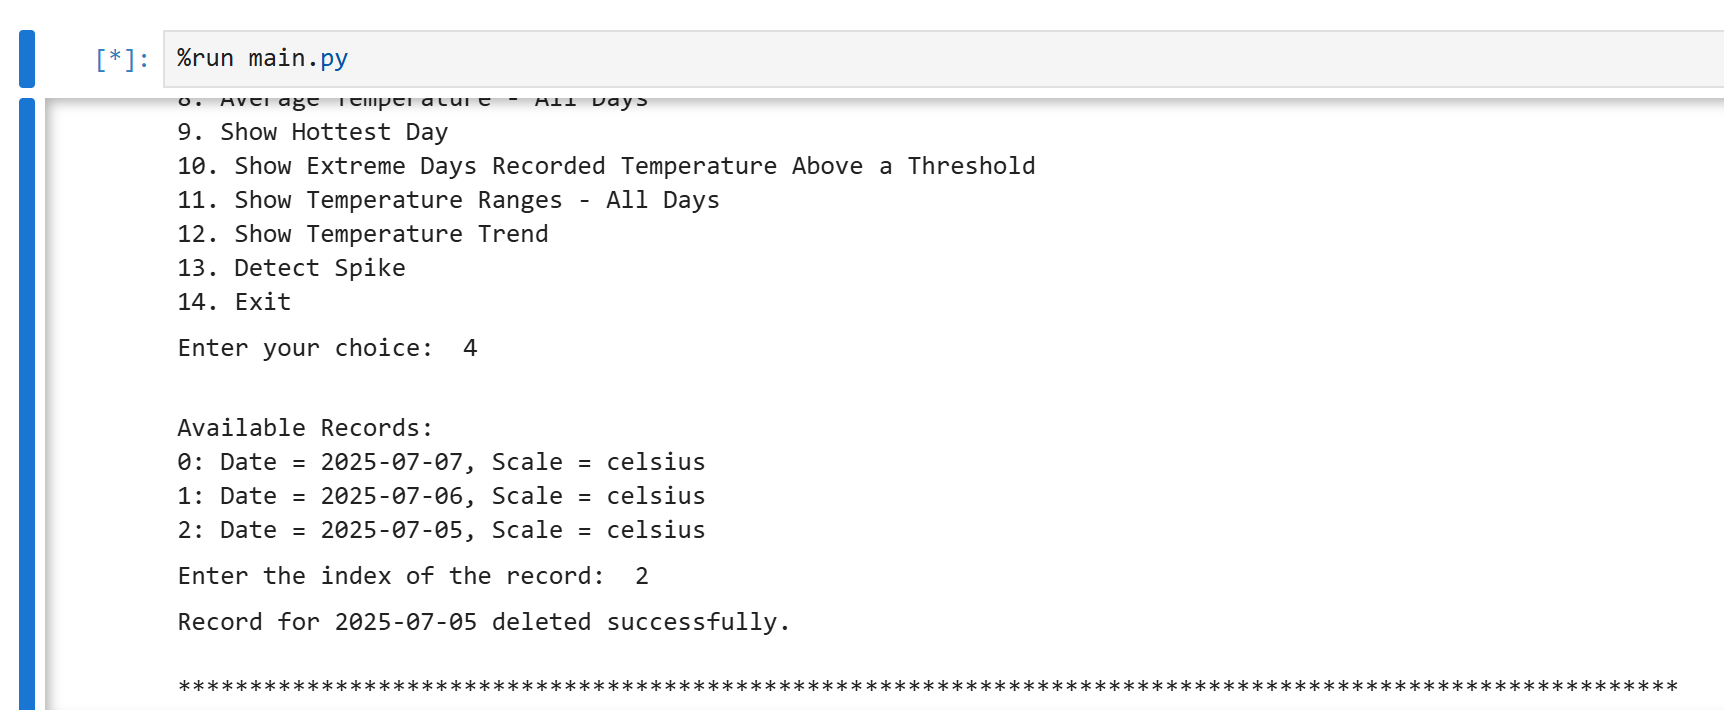 [*]: %run main.py
8. Average Temperature - All Days
9. Show Hottest Day
10. Show Extreme Days Recorded Temperature Above a Threshold
11. Show Temperature Ranges - All Days
12. Show Temperature Trend
13. Detect Spike
14. Exit
Enter your choice:  4
Available Records:
0: Date = 2025-07-07, Scale = celsius
1: Date = 2025-07-06, Scale = celsius
2: Date = 2025-07-05, Scale = celsius
Enter the index of the record:  2
Record for 2025-07-05 deleted successfully.
*********************************************************************************************************